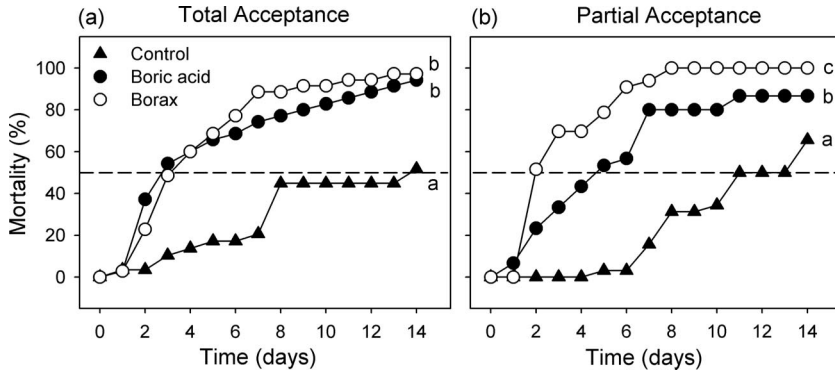 (a) Total Acceptance
(b) Partial Acceptance
Mortality (%)
100
80
60
40
20
0
Control
Boric acid
Borax
b
b
a
c
b
a
0 2 4 6 8 10 12 14
0 2 4 6 8 10 12 14
Time (days)
Time (days)